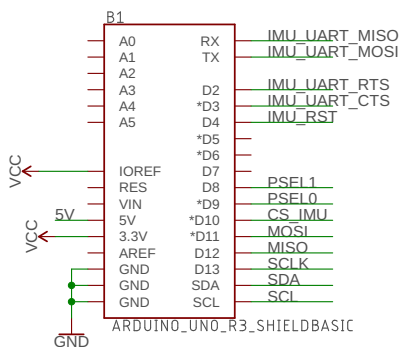 B1
A0 RX IMU_UART_MISO
A1 TX IMU_UART_MOSI
A2
A3 D2 IMU_UART_RTS
A4 *D3 IMU_UART_CTS
A5 D4 IMU_RST
*D5
*D6
VCC IOREF D7
RES D8 PSEL1
VIN *D9 PSEL0
5V 5V *D10 CS_IMU
VCC 3.3V *D11 MOSI
AREF D12 MISO
GND D13 SCLK
GND SDA SDA
GND SCL SCL
ARDUINO_UNO_R3_SHIELDBASIC
GND